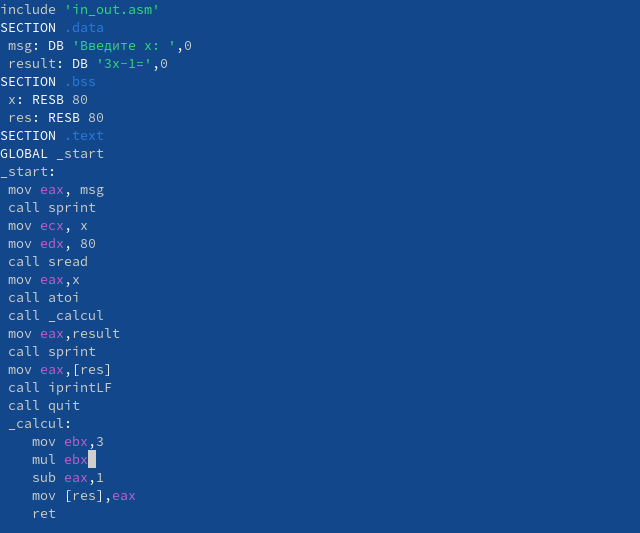 include 'in_out.asm'
SECTION .data
msg: DB 'Введите x: ',0
result: DB '3x-1=',0
SECTION .bss
x: RESB 80
res: RESB 80
SECTION .text
GLOBAL _start
_start:
mov eax, msg
call sprint
mov ecx, x
mov edx, 80
call sread
mov eax,x
call atoi
call _calcul
mov eax,result
call sprint
mov eax,[res]
call iprintLF
call quit
_calcul:
mov ebx,3
mul ebx
sub eax,1
mov [res],eax
ret